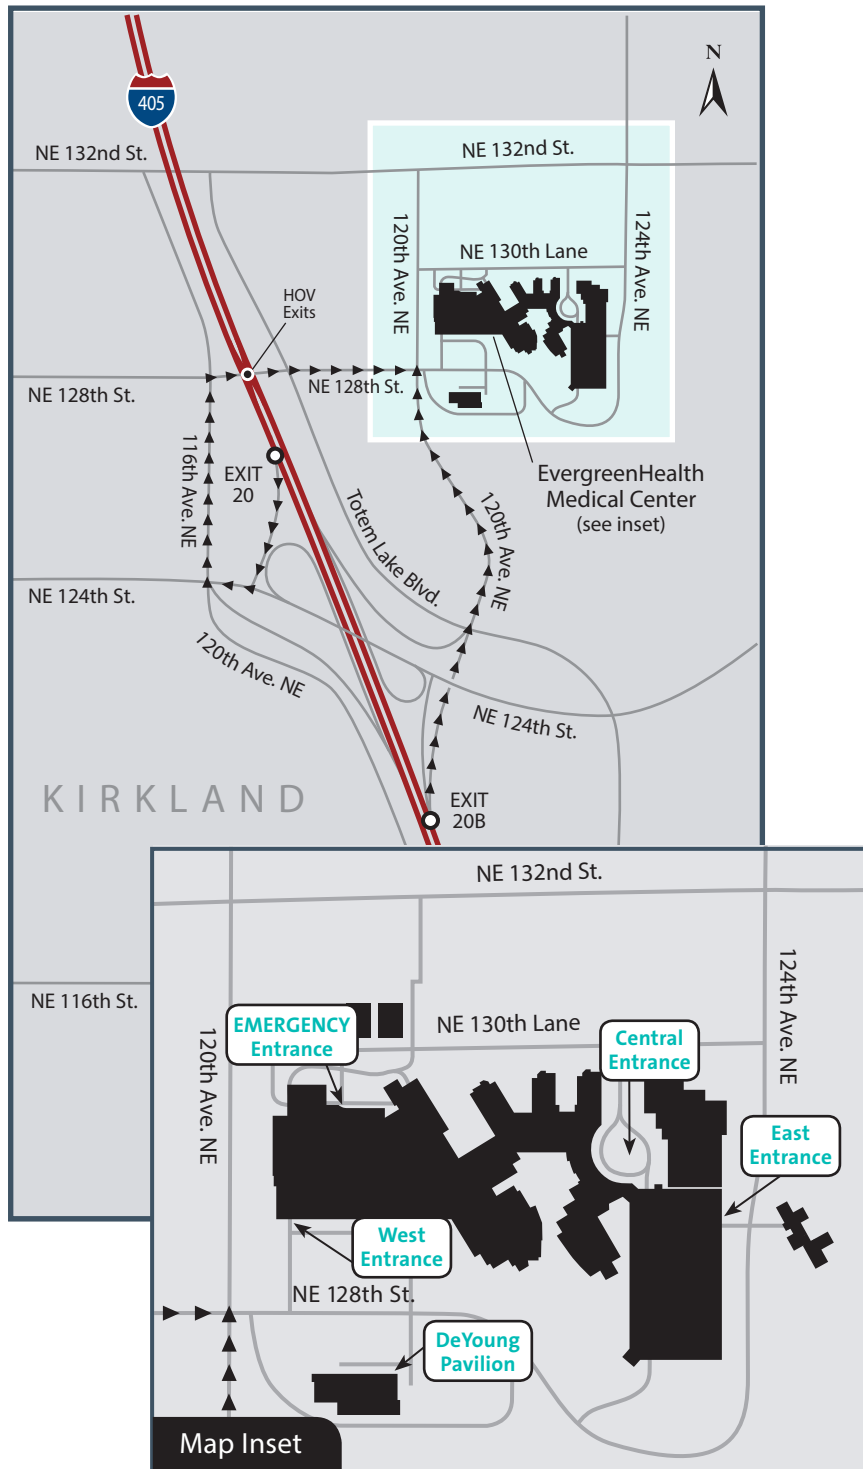 N
405
NE 132nd St.
NE 132nd St.
120th Ave. NE
124th Ave. NE
NE 130th Lane
HOV
Exits
NE 128th St.
NE 128th St.
116th Ave. NE
EXIT
20
EvergreenHealth
Medical Center
(see inset)
Totem Lake Blvd.
120th Ave. NE
NE 124th St.
120th Ave. NE
NE 124th St.
KIRKLAND
EXIT
20B
NE 116th St.
NE 132nd St.
124th Ave. NE
120th Ave. NE
EMERGENCY
Entrance
NE 130th Lane
Central
Entrance
East
Entrance
West
Entrance
NE 128th St.
DeYoung
Pavilion
Map Inset